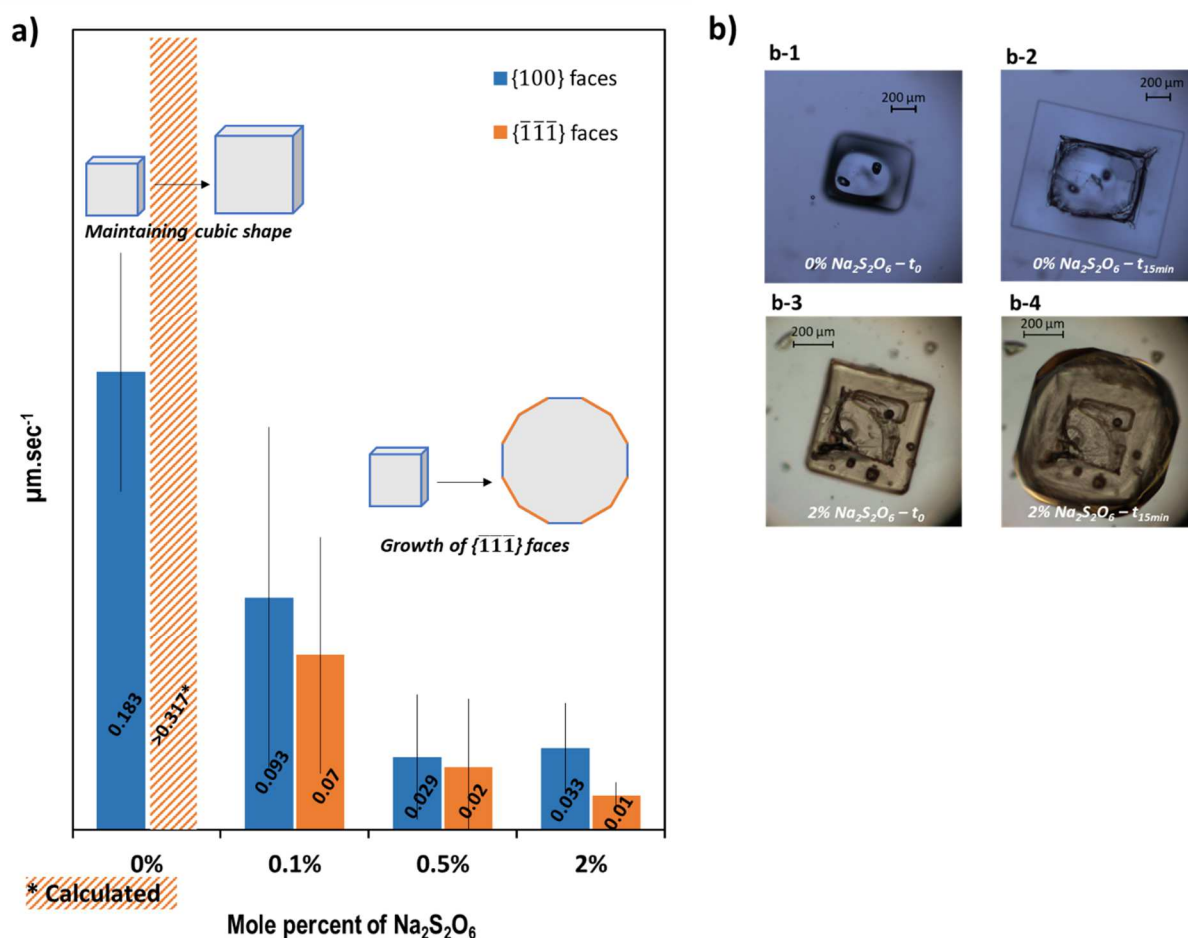 a)
{100} faces
{1̅1̅1̅} faces
Maintaining cubic shape
Growth of {1̅1̅1̅} faces
µm.sec⁻¹
0.183
>0.317*
0.093
0.07
0.029
0.02
0.033
0.01
0%
0.1%
0.5%
2%
* Calculated
Mole percent of Na₂S₂O₆
b)
b-1
200 µm
0% Na₂S₂O₆ – t₀
b-2
200 µm
0% Na₂S₂O₆ – t₁₅ₘᵢₙ
b-3
200 µm
2% Na₂S₂O₆ – t₀
b-4
200 µm
2% Na₂S₂O₆ – t₁₅ₘᵢₙ